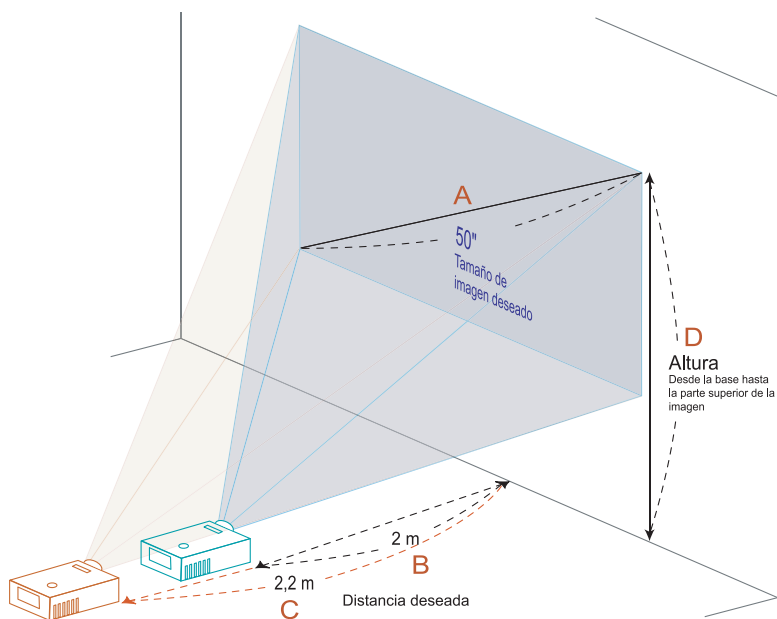 A
50"
Tamaño de
imagen deseado
D
Altura
Desde la base hasta
la parte superior de la
imagen
2 m
B
2,2 m
C
Distancia deseada